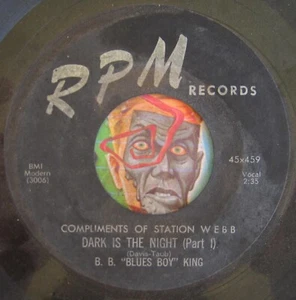 RPM
RECORDS
BMI
Modern
(3006)
45x459
Vocal
2:35
COMPLIMENTS OF STATION WEBB
DARK IS THE NIGHT (Part 1)
(Davis-Taub)
B. B. "BLUES BOY" KING